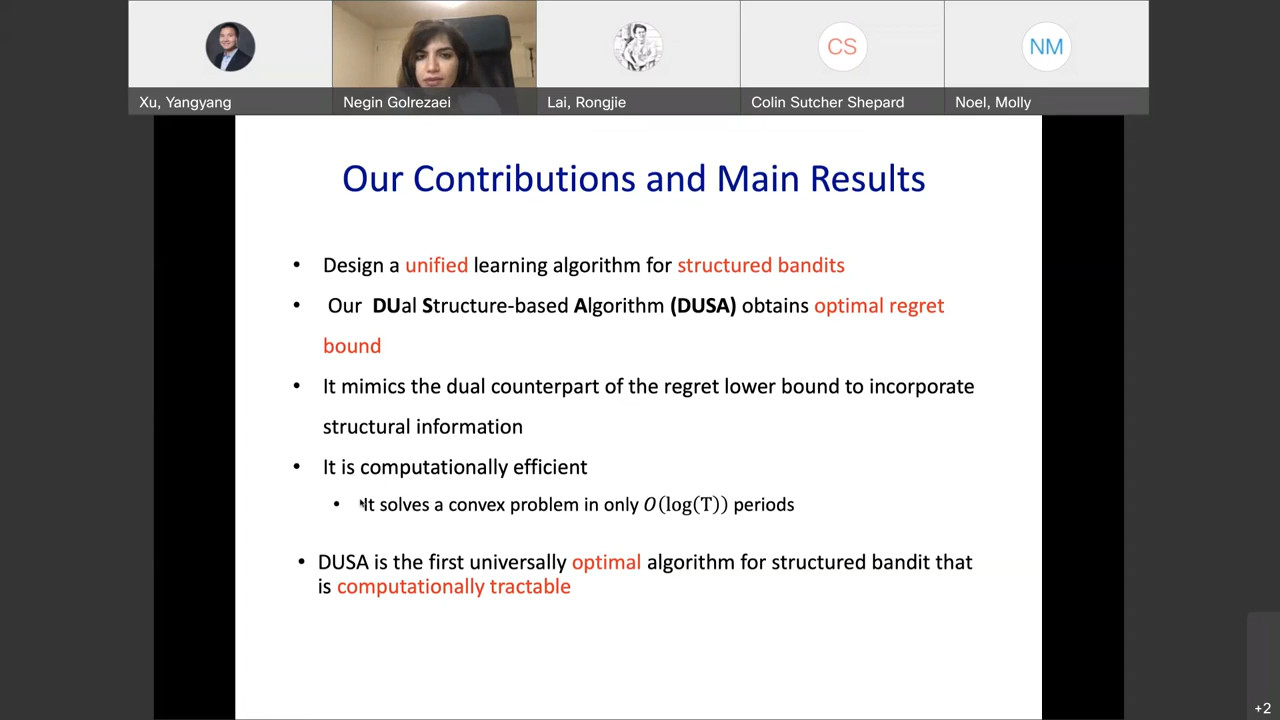 CS
NM
Xu, Yangyang
Negin Golrezaei
Lai, Rongjie
Colin Sutcher Shepard
Noel, Molly
Our Contributions and Main Results
• Design a unified learning algorithm for structured bandits
• Our DUal Structure-based Algorithm (DUSA) obtains optimal regret
bound
• It mimics the dual counterpart of the regret lower bound to incorporate
structural information
• It is computationally efficient
• It solves a convex problem in only O(log(T)) periods
• DUSA is the first universally optimal algorithm for structured bandit that
is computationally tractable
+2